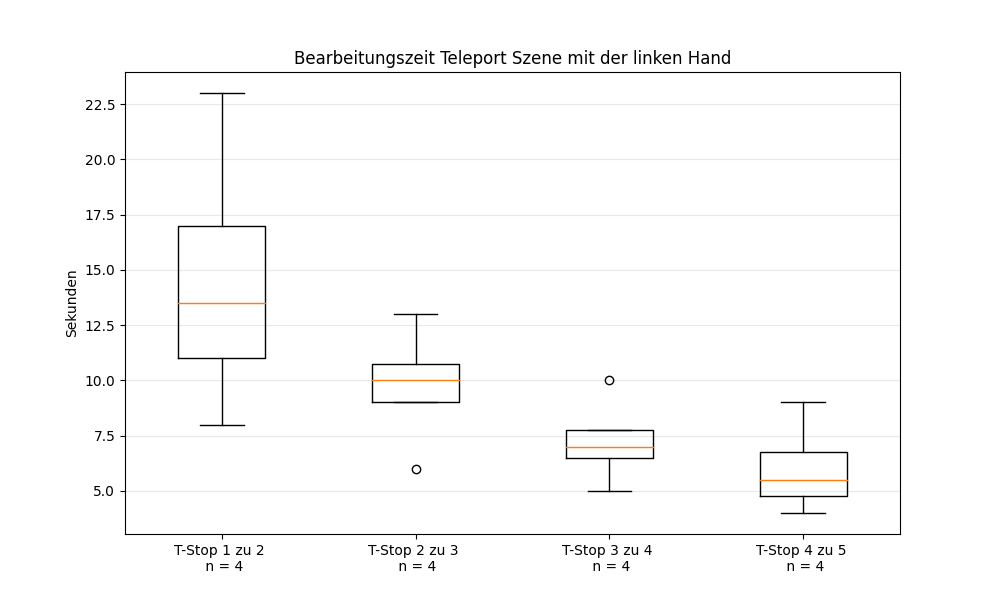 Bearbeitungszeit Teleport Szene mit der linken Hand
22.5
20.0
17.5
15.0
12.5
10.0
7.5
5.0
Sekunden
T-Stop 1 zu 2
n = 4
T-Stop 2 zu 3
n = 4
T-Stop 3 zu 4
n = 4
T-Stop 4 zu 5
n = 4